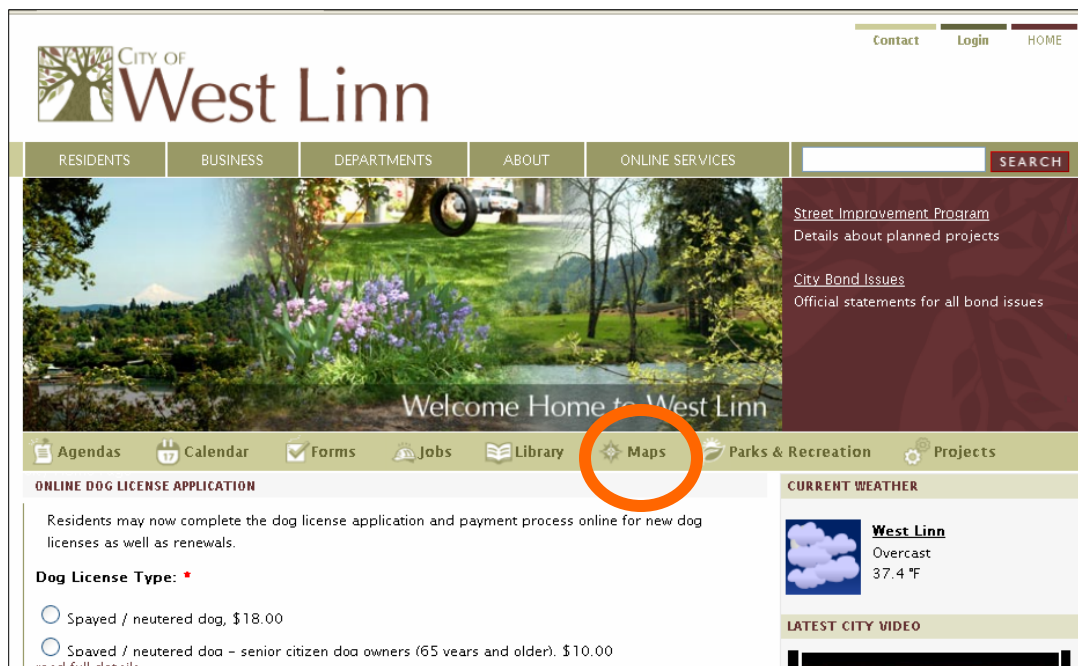 Contact Login HOME
CITY OF
West Linn
RESIDENTS BUSINESS DEPARTMENTS ABOUT ONLINE SERVICES SEARCH
Street Improvement Program
Details about planned projects
City Bond Issues
Official statements for all bond issues
Welcome Home to West Linn
Agendas 17 Calendar Forms Jobs Library Maps Parks & Recreation Projects
ONLINE DOG LICENSE APPLICATION
Residents may now complete the dog license application and payment process online for new dog
licenses as well as renewals.
Dog License Type: *
Spayed / neutered dog, $18.00
Spayed / neutered dog – senior citizen dog owners (65 years and older), $10.00
read full details
CURRENT WEATHER
West Linn
Overcast
37.4 °F
LATEST CITY VIDEO